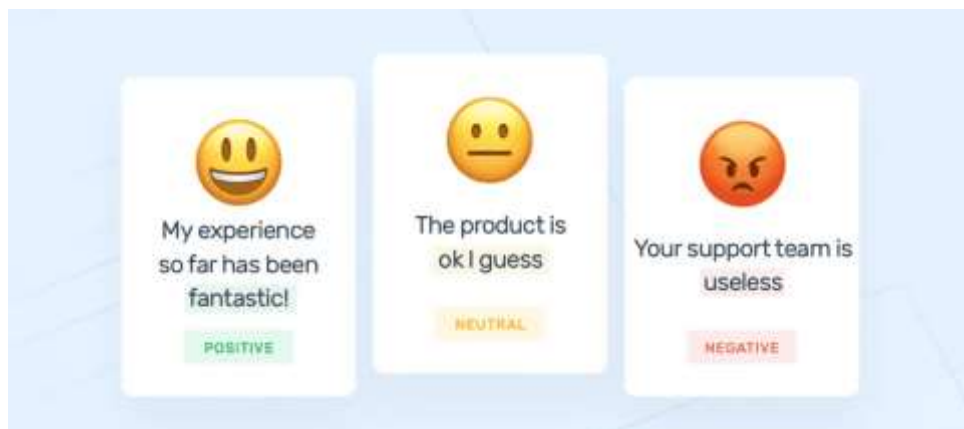 My experience
so far has been
fantastic!
POSITIVE
The product is
ok I guess
NEUTRAL
Your support team is
useless
NEGATIVE